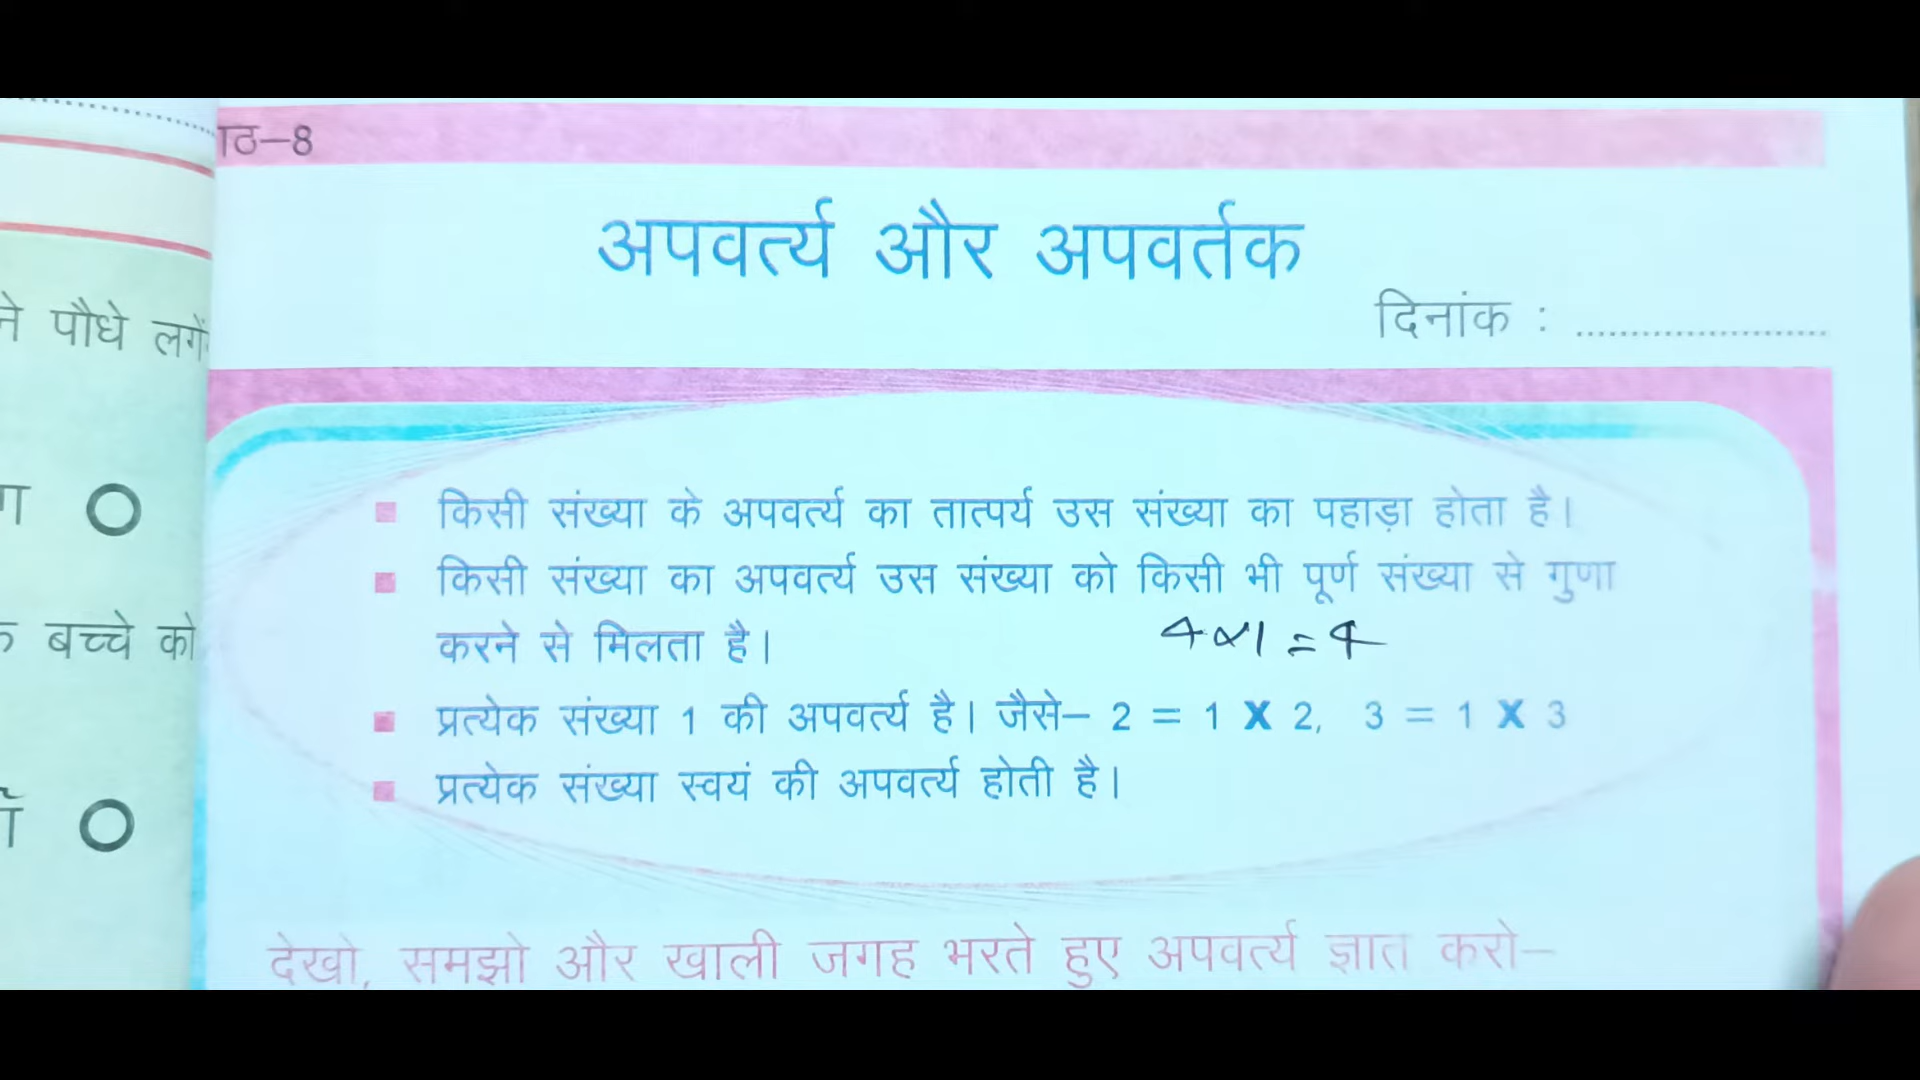 ाठ–8
अपवर्त्य और अपवर्तक
दिनांक : ........................
ने पौधे लगें
किसी संख्या के अपवर्त्य का तात्पर्य उस संख्या का पहाड़ा होता है।
किसी संख्या का अपवर्त्य उस संख्या को किसी भी पूर्ण संख्या से गुणा
करने से मिलता है।
4×1=4
बच्चे को
प्रत्येक संख्या 1 की अपवर्त्य है। जैसे– 2 = 1 X 2, 3 = 1 X 3
प्रत्येक संख्या स्वयं की अपवर्त्य होती है।
देखो, समझो और खाली जगह भरते हुए अपवर्त्य ज्ञात करो–